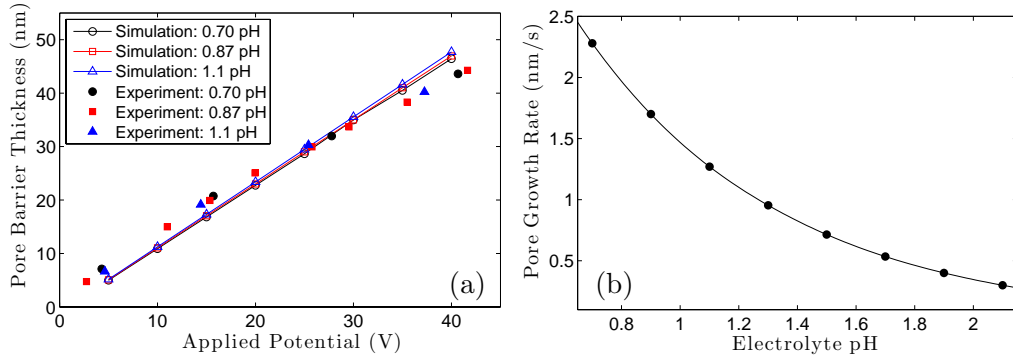 Pore Barrier Thickness (nm)
50
40
30
20
10
0
Simulation: 0.70 pH
Simulation: 0.87 pH
Simulation: 1.1 pH
Experiment: 0.70 pH
Experiment: 0.87 pH
Experiment: 1.1 pH
(a)
0 10 20 30 40
Applied Potential (V)
Pore Growth Rate (nm/s)
2.5
2
1.5
1
0.5
(b)
0.8 1 1.2 1.4 1.6 1.8 2
Electrolyte pH